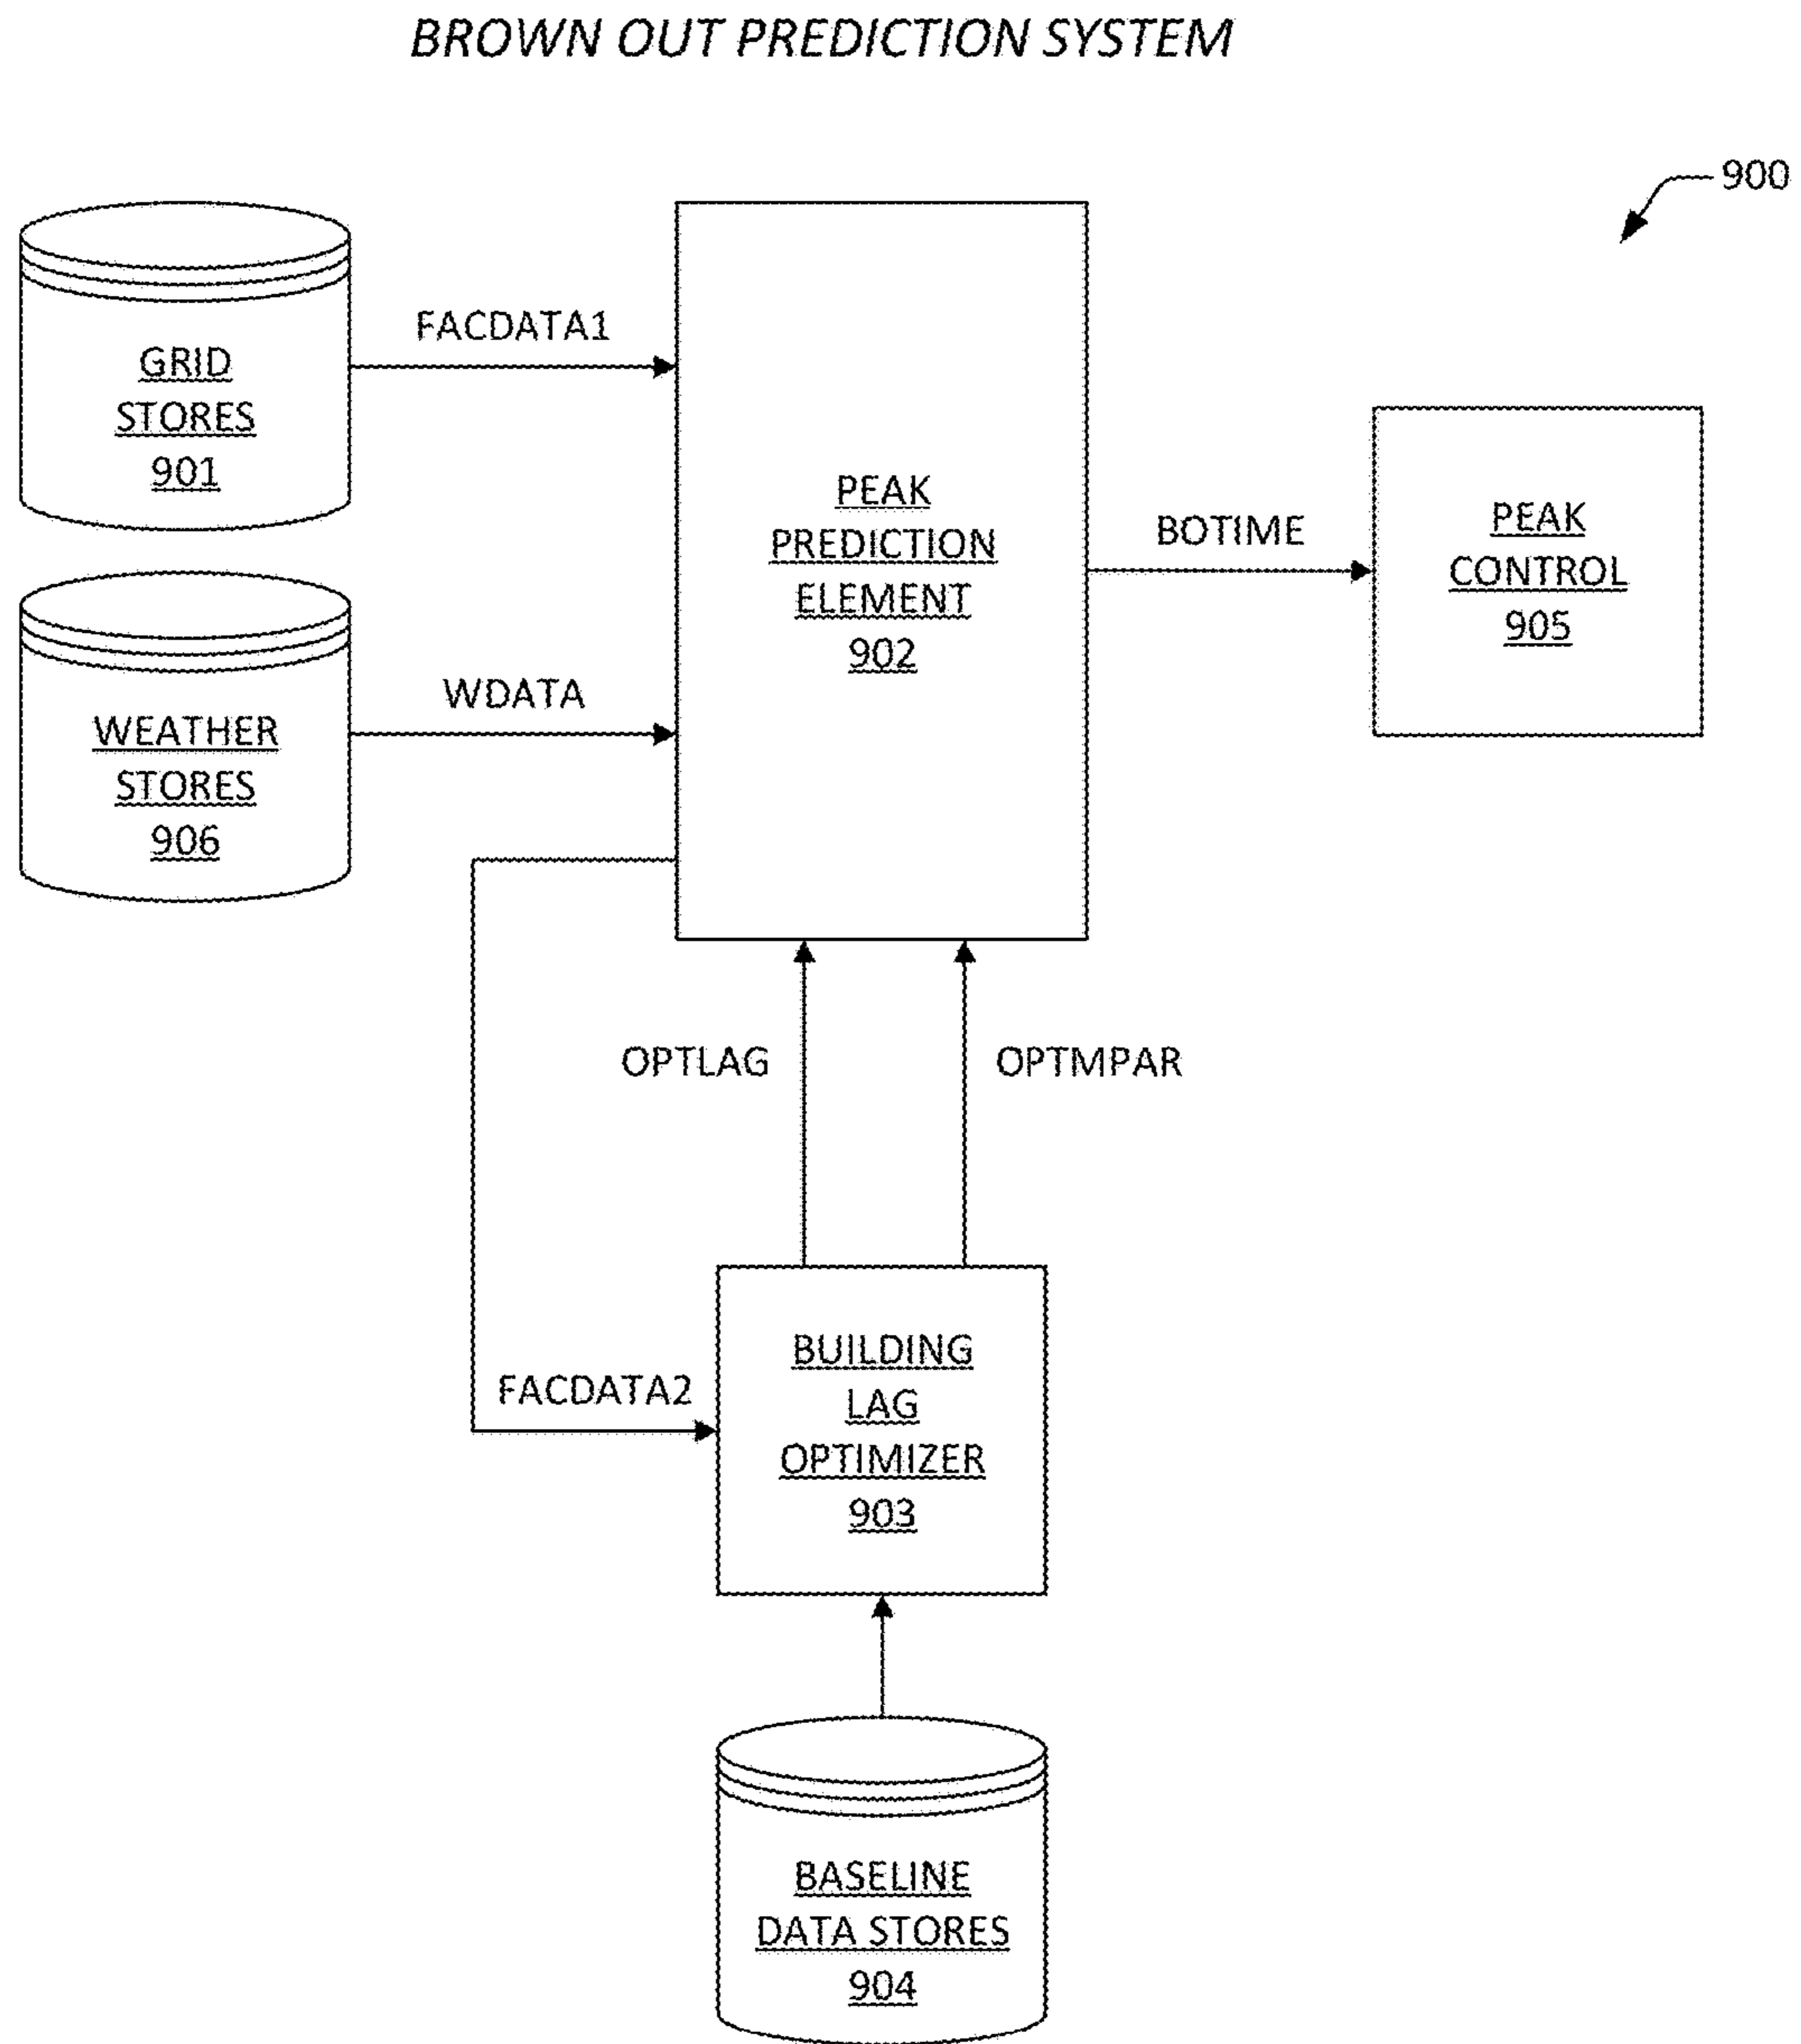 BROWN OUT PREDICTION SYSTEM
900
GRID
STORES
901
FACDATA1
WEATHER
STORES
906
WDATA
PEAK
PREDICTION
ELEMENT
902
BOTIME
PEAK
CONTROL
905
OPTLAG
OPTMPAR
FACDATA2
BUILDING
LAG
OPTIMIZER
903
BASELINE
DATA STORES
904